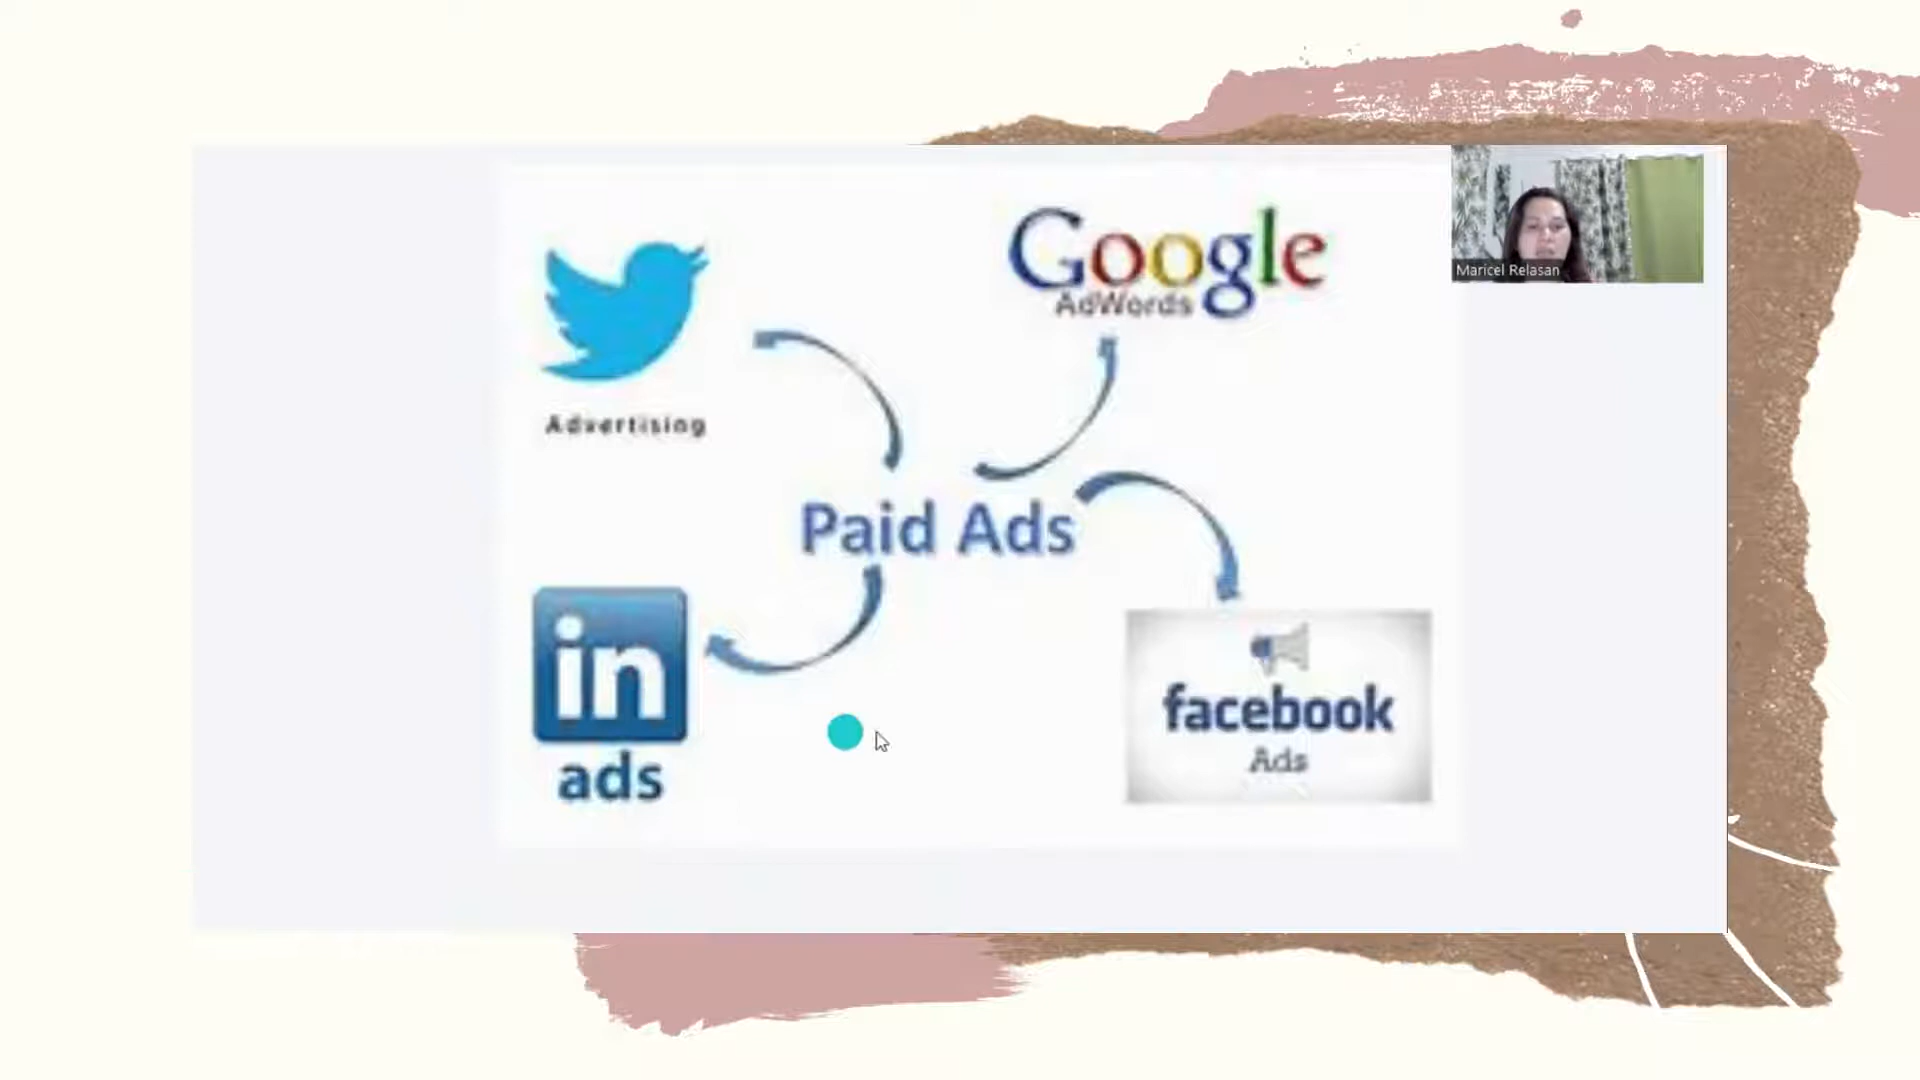 Google
AdWords
Maricel Relasan
Advertising
Paid Ads
in
ads
facebook
Ads